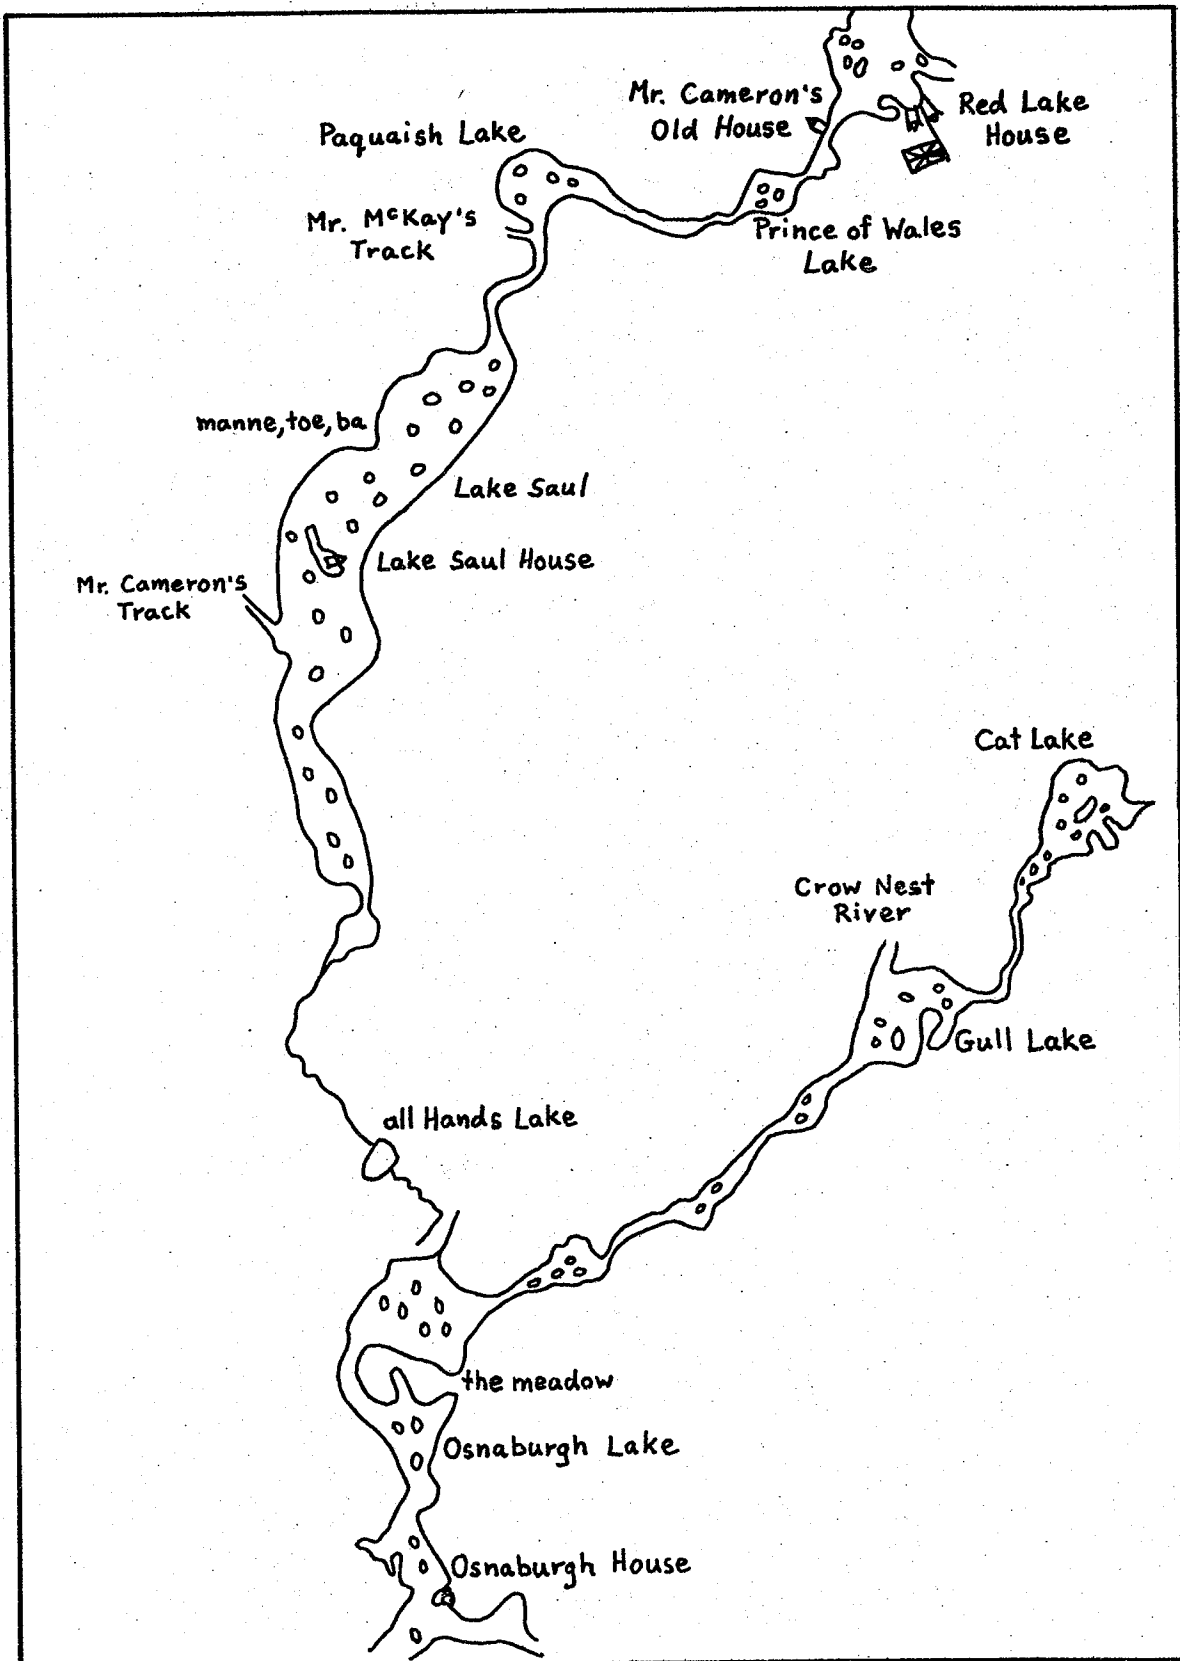 Mr. Cameron's
Old House
Red Lake
House
Paquaish Lake
Mr. McKay's
Track
Prince of Wales
Lake
manne,toe,ba
Lake Saul
Lake Saul House
Mr. Cameron's
Track
Cat Lake
Crow Nest
River
Gull Lake
all Hands Lake
the meadow
Osnaburgh Lake
Osnaburgh House